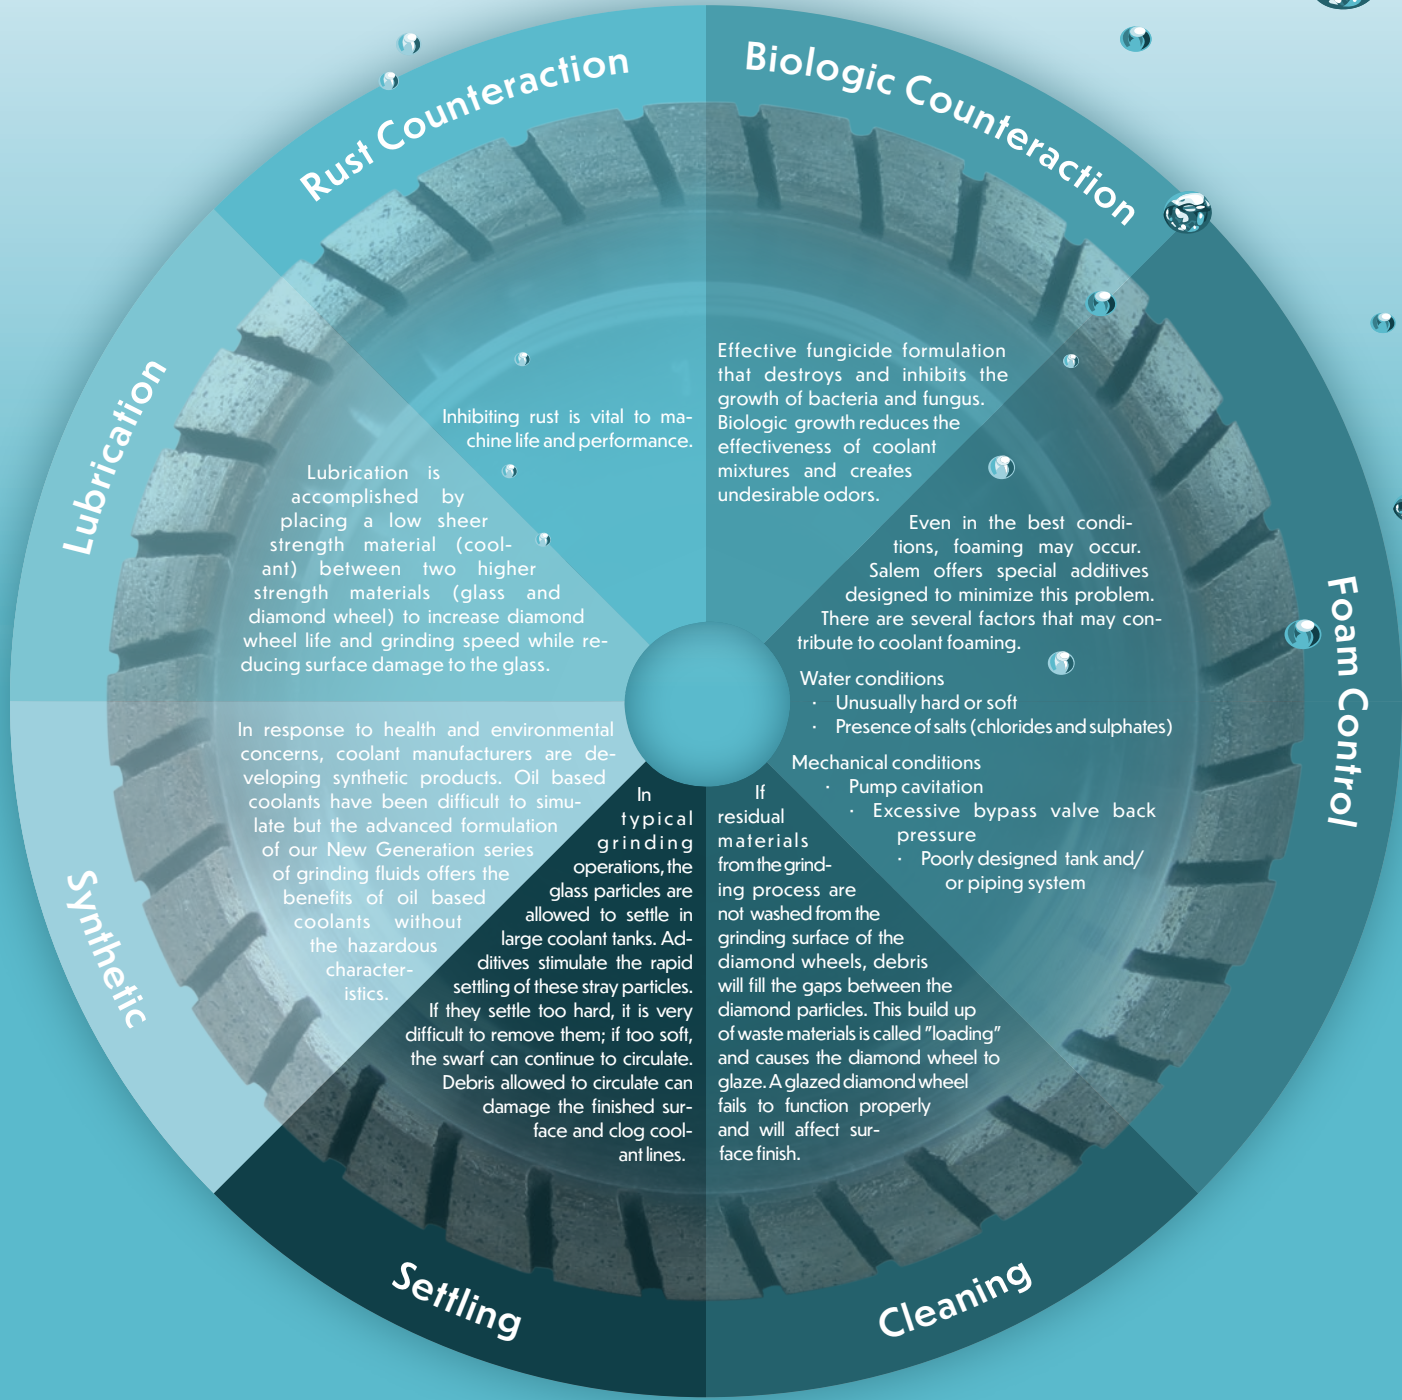 Rust Counteraction
Inhibiting rust is vital to ma-
chine life and performance.
Biologic Counteraction
Effective fungicide formulation
that destroys and inhibits the
growth of bacteria and fungus.
Biologic growth reduces the
effectiveness of coolant
mixtures and creates
undesirable odors.
Foam Control
Even in the best condi-
tions, foaming may occur.
Salem offers special additives
designed to minimize this problem.
There are several factors that may con-
tribute to coolant foaming.
Water conditions
· Unusually hard or soft
· Presence of salts (chlorides and sulphates)
Mechanical conditions
· Pump cavitation
· Excessive bypass valve back
pressure
· Poorly designed tank and/
or piping system
Cleaning
If
residual
materials
from the grind-
ing process are
not washed from the
grinding surface of the
diamond wheels, debris
will fill the gaps between the
diamond particles. This build up
of waste materials is called "loading"
and causes the diamond wheel to
glaze. A glazed diamond wheel
fails to function properly
and will affect sur-
face finish.
Settling
In
typical
grinding
operations, the
glass particles are
allowed to settle in
large coolant tanks. Ad-
ditives stimulate the rapid
settling of these stray particles.
If they settle too hard, it is very
difficult to remove them; if too soft,
the swarf can continue to circulate.
Debris allowed to circulate can
damage the finished sur-
face and clog cool-
ant lines.
Synthetic
In response to health and environmental
concerns, coolant manufacturers are de-
veloping synthetic products. Oil based
coolants have been difficult to simu-
late but the advanced formulation
of our New Generation series
of grinding fluids offers the
benefits of oil based
coolants without
the hazardous
character-
istics.
Lubrication
Lubrication is
accomplished by
placing a low sheer
strength material (cool-
ant) between two higher
strength materials (glass and
diamond wheel) to increase diamond
wheel life and grinding speed while re-
ducing surface damage to the glass.